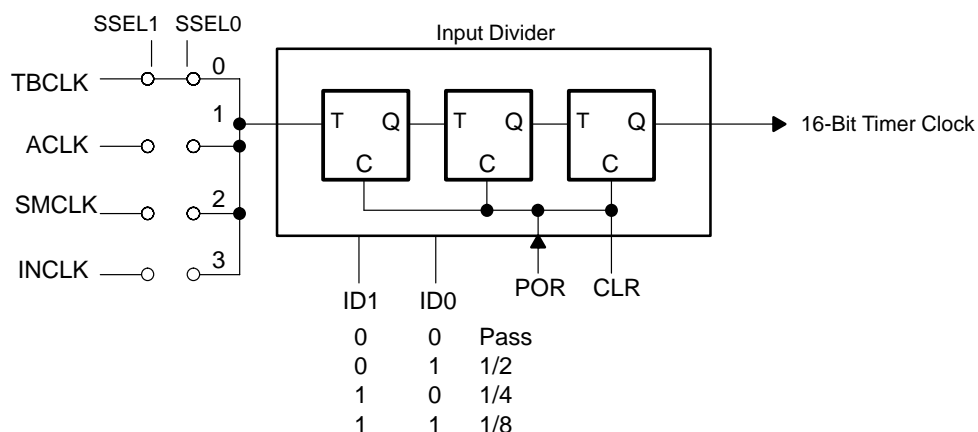 SSEL1 SSEL0
Input Divider
TBCLK 0
1
T Q T Q T Q 16-Bit Timer Clock
ACLK
C C C
SMCLK 2
INCLK 3
POR CLR
ID1 ID0
0 0 Pass
0 1 1/2
1 0 1/4
1 1 1/8